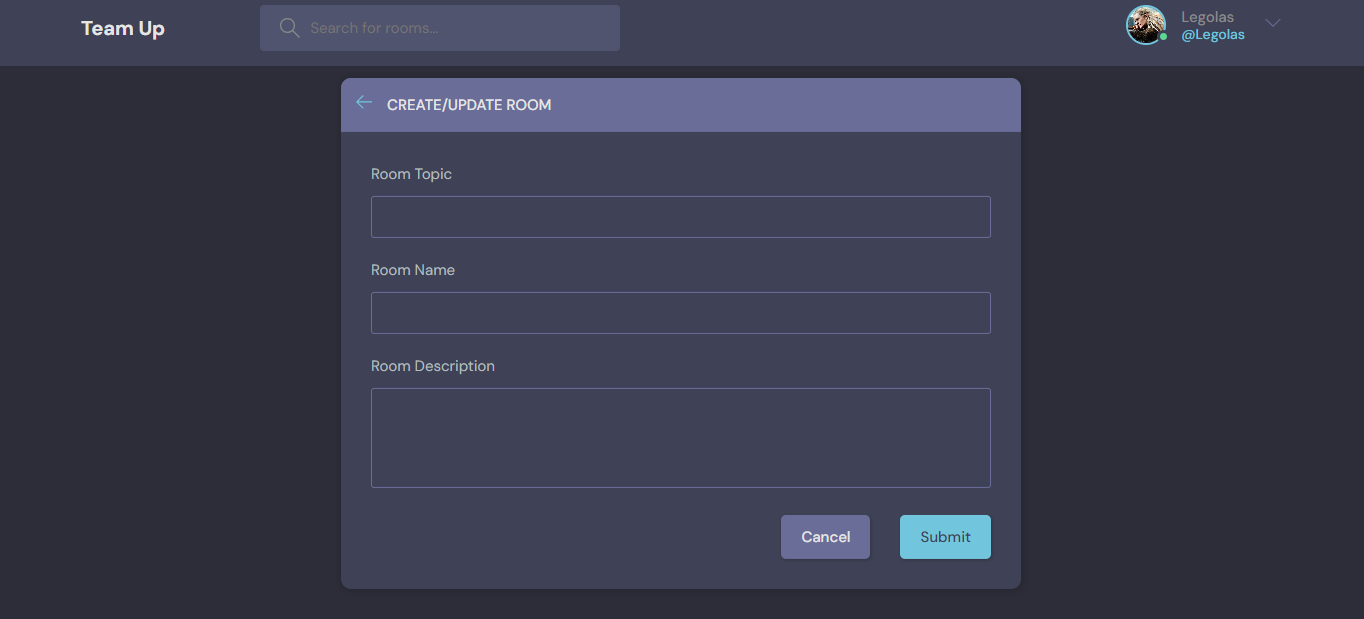 Team Up
Search for rooms...
Legolas
@Legolas
CREATE/UPDATE ROOM
Room Topic
Room Name
Room Description
Cancel
Submit